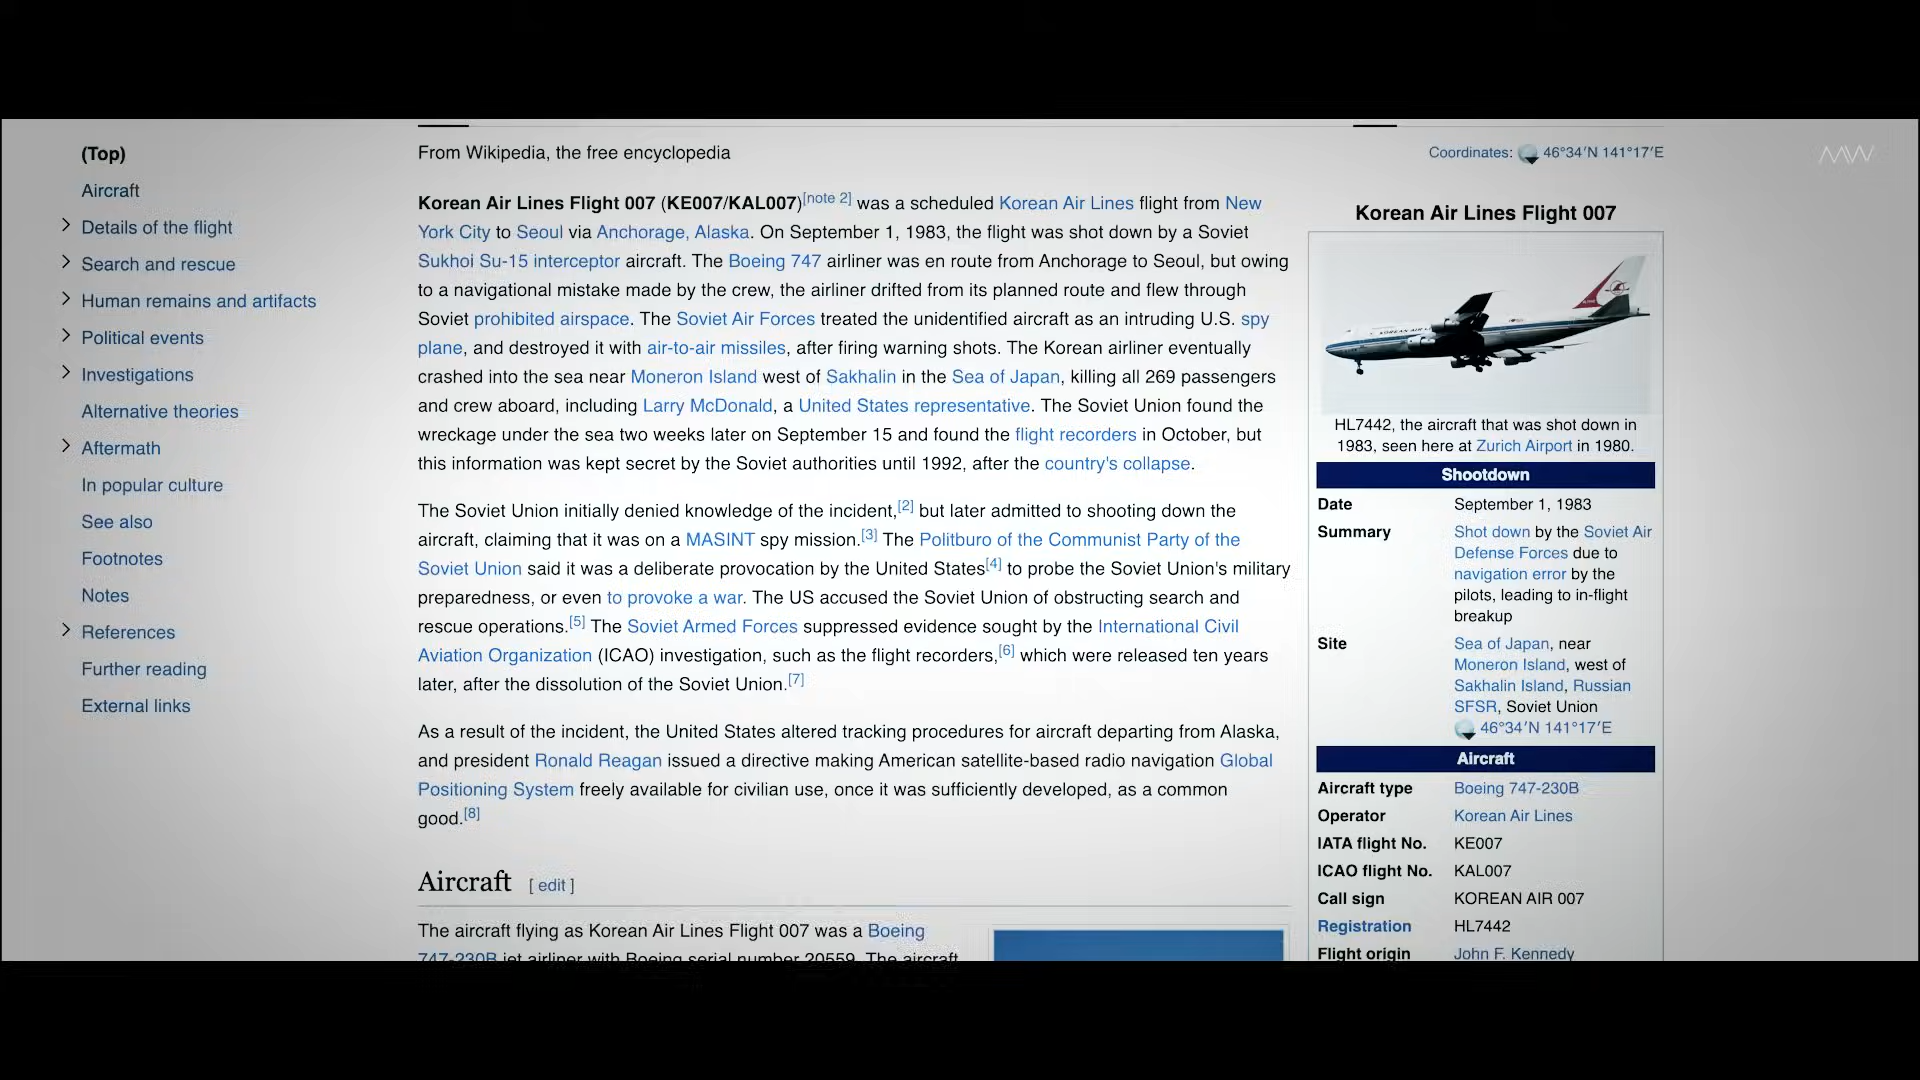 (Top)
Aircraft
Details of the flight
Search and rescue
Human remains and artifacts
Political events
Investigations
Alternative theories
Aftermath
In popular culture
See also
Footnotes
Notes
References
Further reading
External links
From Wikipedia, the free encyclopedia
Coordinates: 46°34′N 141°17′E
MW
Korean Air Lines Flight 007 (KE007/KAL007)[note 2] was a scheduled Korean Air Lines flight from New
York City to Seoul via Anchorage, Alaska. On September 1, 1983, the flight was shot down by a Soviet
Sukhoi Su-15 interceptor aircraft. The Boeing 747 airliner was en route from Anchorage to Seoul, but owing
to a navigational mistake made by the crew, the airliner drifted from its planned route and flew through
Soviet prohibited airspace. The Soviet Air Forces treated the unidentified aircraft as an intruding U.S. spy
plane, and destroyed it with air-to-air missiles, after firing warning shots. The Korean airliner eventually
crashed into the sea near Moneron Island west of Sakhalin in the Sea of Japan, killing all 269 passengers
and crew aboard, including Larry McDonald, a United States representative. The Soviet Union found the
wreckage under the sea two weeks later on September 15 and found the flight recorders in October, but
this information was kept secret by the Soviet authorities until 1992, after the country's collapse.
The Soviet Union initially denied knowledge of the incident,[2] but later admitted to shooting down the
aircraft, claiming that it was on a MASINT spy mission.[3] The Politburo of the Communist Party of the
Soviet Union said it was a deliberate provocation by the United States[4] to probe the Soviet Union's military
preparedness, or even to provoke a war. The US accused the Soviet Union of obstructing search and
rescue operations.[5] The Soviet Armed Forces suppressed evidence sought by the International Civil
Aviation Organization (ICAO) investigation, such as the flight recorders,[6] which were released ten years
later, after the dissolution of the Soviet Union.[7]
As a result of the incident, the United States altered tracking procedures for aircraft departing from Alaska,
and president Ronald Reagan issued a directive making American satellite-based radio navigation Global
Positioning System freely available for civilian use, once it was sufficiently developed, as a common
good.[8]
Aircraft [ edit ]
The aircraft flying as Korean Air Lines Flight 007 was a Boeing
747-230B jet airliner with Boeing serial number 20559. The aircraft
Korean Air Lines Flight 007
HL7442, the aircraft that was shot down in
1983, seen here at Zurich Airport in 1980.
Shootdown
Date September 1, 1983
Summary Shot down by the Soviet Air
Defense Forces due to
navigation error by the
pilots, leading to in-flight
breakup
Site Sea of Japan, near
Moneron Island, west of
Sakhalin Island, Russian
SFSR, Soviet Union
46°34′N 141°17′E
Aircraft
Aircraft type Boeing 747-230B
Operator Korean Air Lines
IATA flight No. KE007
ICAO flight No. KAL007
Call sign KOREAN AIR 007
Registration HL7442
Flight origin John F. Kennedy